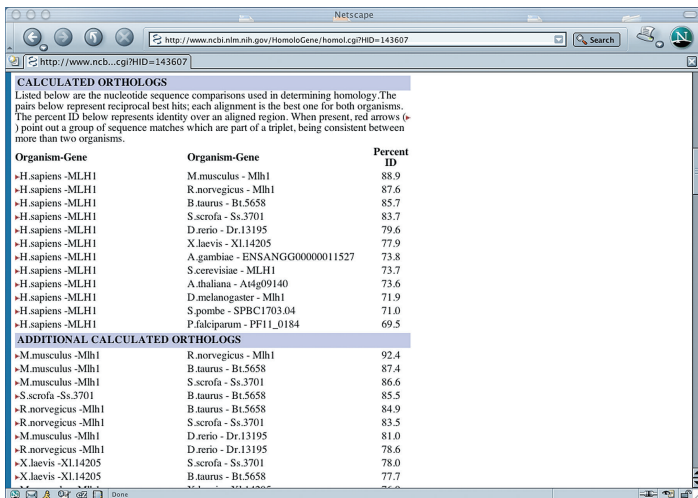 Netscape
http://www.ncbi.nlm.nih.gov/HomoloGene/homol.cgi?HID=143607
Search
N
http://www.ncb...cgi?HID=143607
CALCULATED ORTHOLOGS
Listed below are the nucleotide sequence comparisons used in determining homology.The
pairs below represent reciprocal best hits; each alignment is the best one for both organisms.
The percent ID below represents identity over an aligned region. When present, red arrows (▸
) point out a group of sequence matches which are part of a triplet, being consistent between
more than two organisms.
Organism-Gene Organism-Gene Percent ID
▸H.sapiens -MLH1 M.musculus - Mlh1 88.9
▸H.sapiens -MLH1 R.norvegicus - Mlh1 87.6
▸H.sapiens -MLH1 B.taurus - Bt.5658 85.7
▸H.sapiens -MLH1 S.scrofa - Ss.3701 83.7
▸H.sapiens -MLH1 D.rerio - Dr.13195 79.6
▸H.sapiens -MLH1 X.laevis - Xl.14205 77.9
▸H.sapiens -MLH1 A.gambiae - ENSANGG00000011527 73.8
▸H.sapiens -MLH1 S.cerevisiae - MLH1 73.7
▸H.sapiens -MLH1 A.thaliana - At4g09140 73.6
▸H.sapiens -MLH1 D.melanogaster - Mlh1 71.9
▸H.sapiens -MLH1 S.pombe - SPBC1703.04 71.0
▸H.sapiens -MLH1 P.falciparum - PF11_0184 69.5
ADDITIONAL CALCULATED ORTHOLOGS
▸M.musculus -Mlh1 R.norvegicus - Mlh1 92.4
▸M.musculus -Mlh1 B.taurus - Bt.5658 87.4
▸M.musculus -Mlh1 S.scrofa - Ss.3701 86.6
▸S.scrofa -Ss.3701 B.taurus - Bt.5658 85.5
▸R.norvegicus -Mlh1 B.taurus - Bt.5658 84.9
▸R.norvegicus -Mlh1 S.scrofa - Ss.3701 83.5
▸M.musculus -Mlh1 D.rerio - Dr.13195 81.0
▸R.norvegicus -Mlh1 D.rerio - Dr.13195 78.6
▸X.laevis -Xl.14205 S.scrofa - Ss.3701 78.0
▸X.laevis -Xl.14205 B.taurus - Bt.5658 77.7
Done